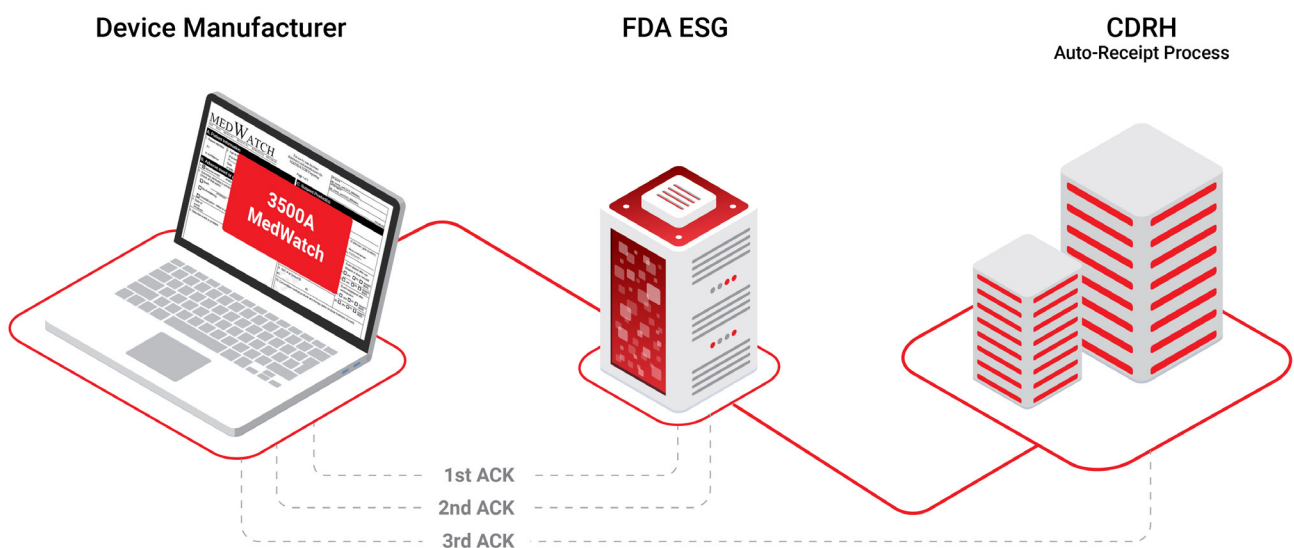 Device Manufacturer
FDA ESG
CDRH
Auto-Receipt Process
MEDWATCH
3500A
MedWatch
1st ACK
2nd ACK
3rd ACK